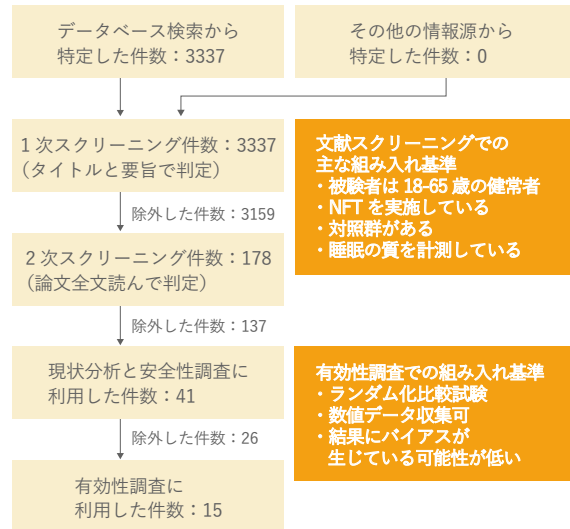 データベース検索から
特定した件数：3337
その他の情報源から
特定した件数：0
1次スクリーニング件数：3337
（タイトルと要旨で判定）
文献スクリーニングでの
主な組み入れ基準
・被験者は18-65歳の健常者
・NFTを実施している
・対照群がある
・睡眠の質を計測している
除外した件数：3159
2次スクリーニング件数：178
（論文全文読んで判定）
除外した件数：137
現状分析と安全性調査に
利用した件数：41
有効性調査での組み入れ基準
・ランダム化比較試験
・数値データ収集可
・結果にバイアスが
生じている可能性が低い
除外した件数：26
有効性調査に
利用した件数：15